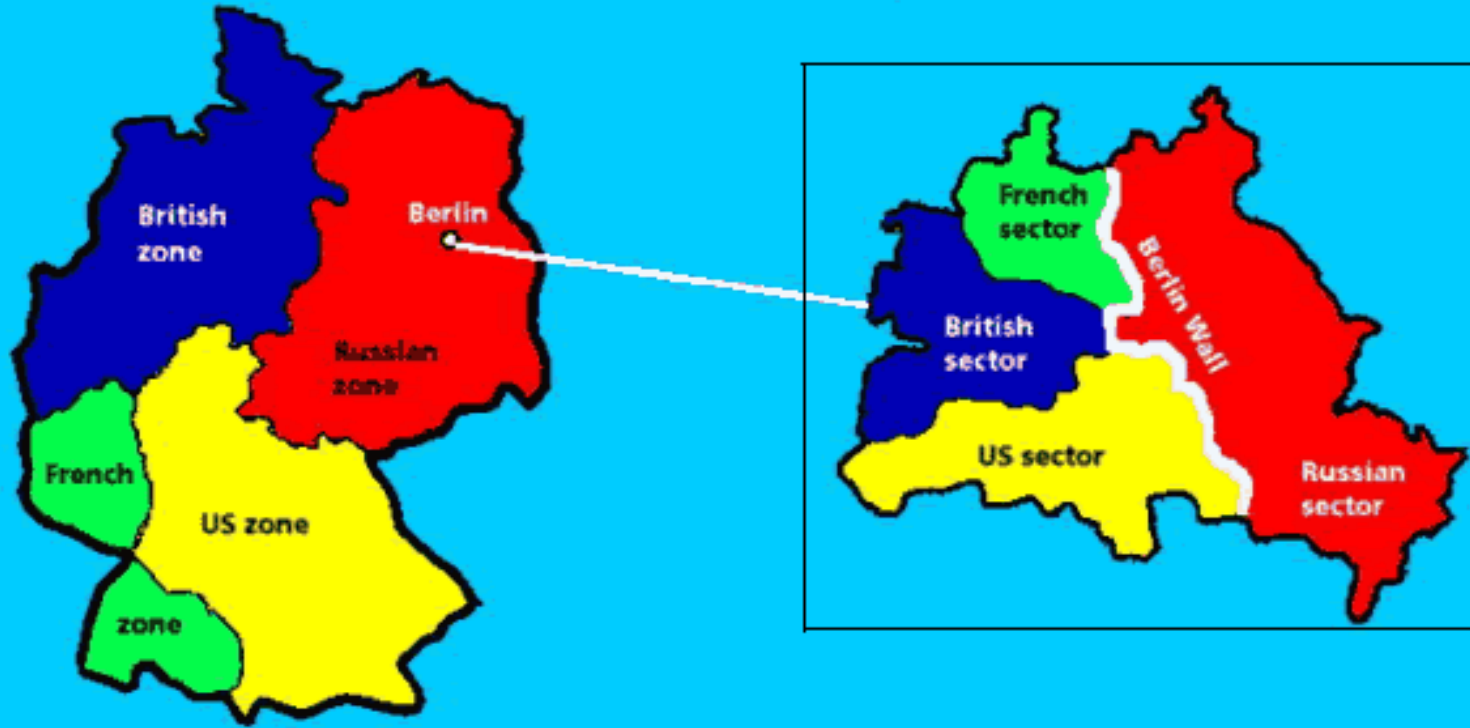 British
zone
Berlin
Russian
zone
French
US zone
zone
French
sector
Berlin Wall
British
sector
US sector
Russian
sector